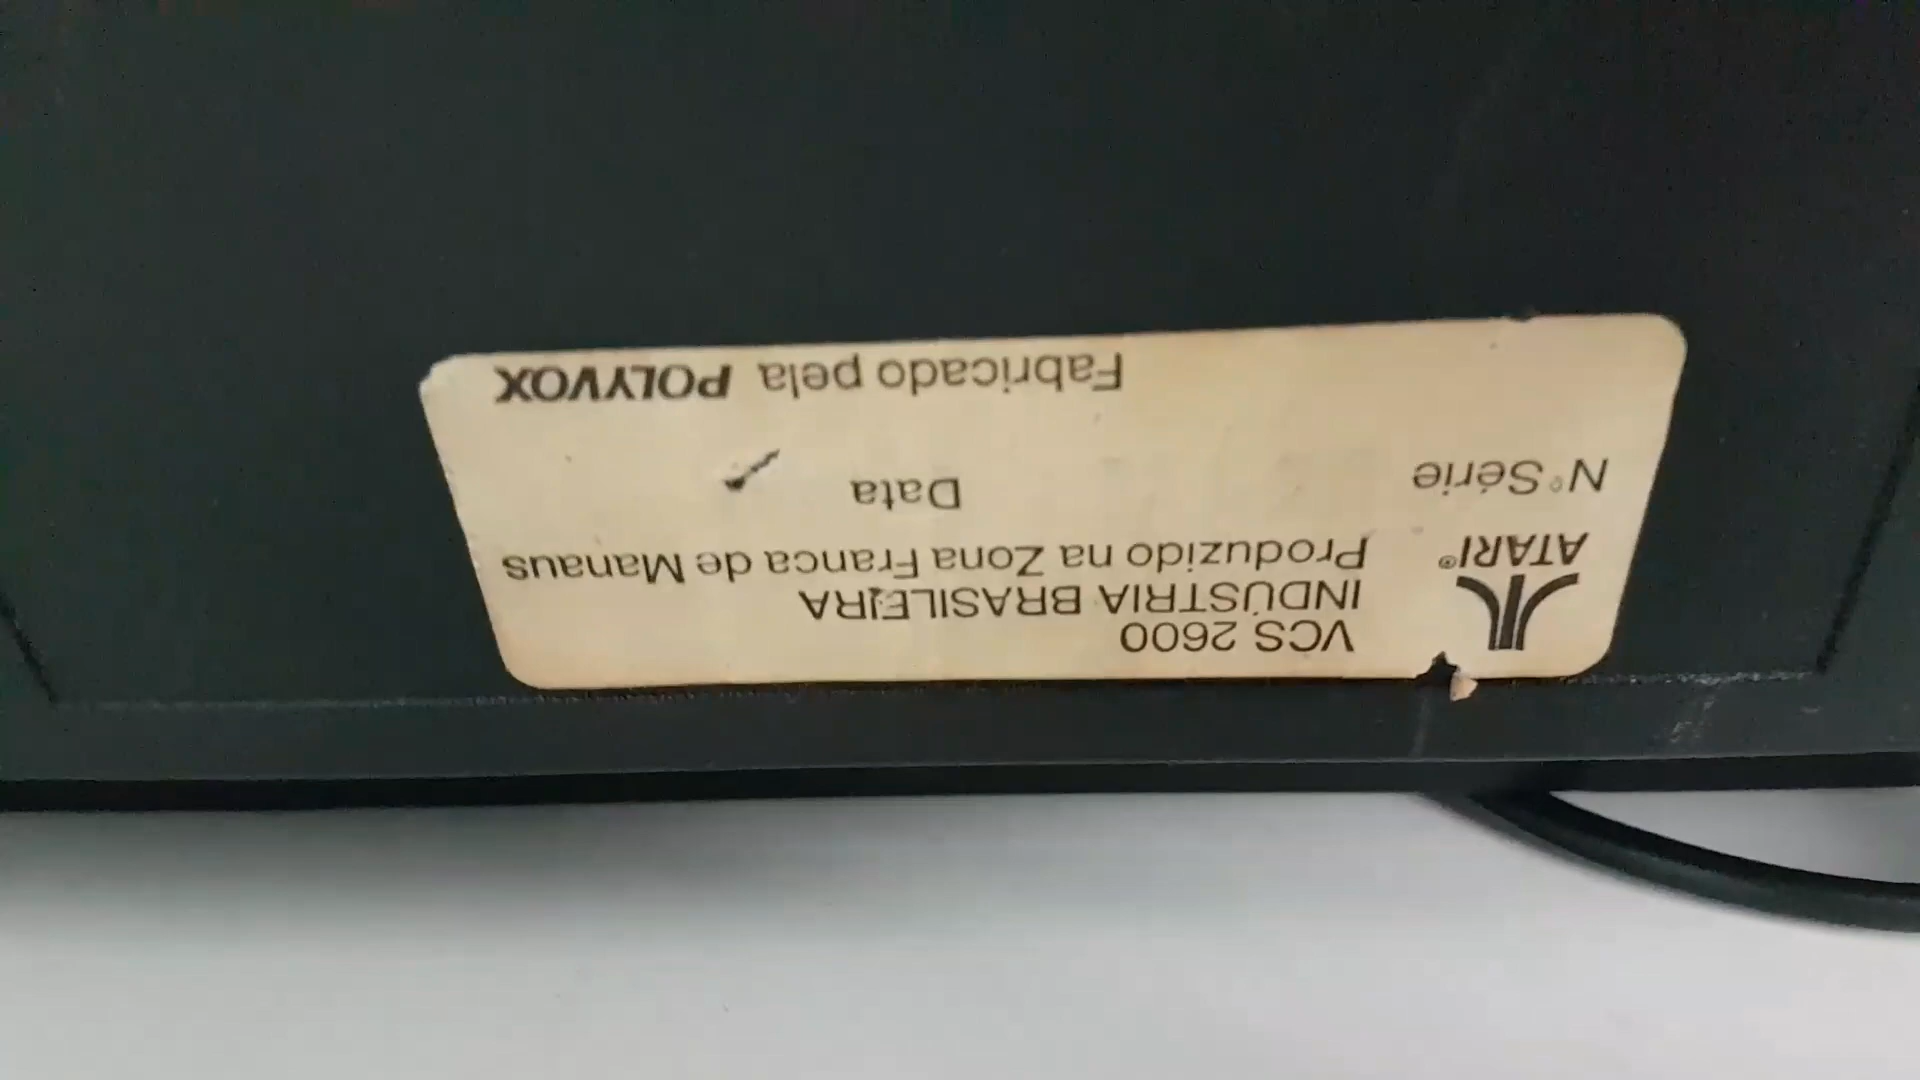 VCS 2600
INDÚSTRIA BRASILEIRA
ATARI® Produzido na Zona Franca de Manaus
N° Série Data
Fabricado pela POLYVOX